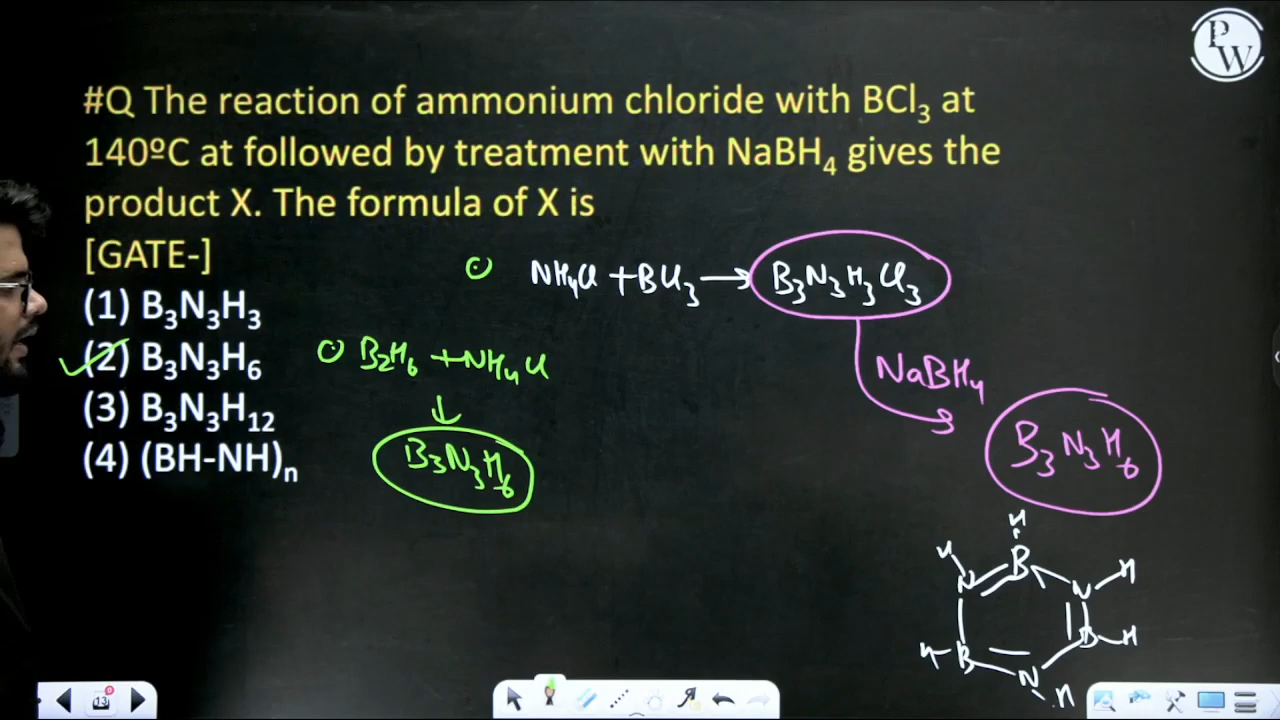 PW
#Q The reaction of ammonium chloride with BCl₃ at
140ºC at followed by treatment with NaBH₄ gives the
product X. The formula of X is
[GATE-]
(1) B₃N₃H₃
(2) B₃N₃H₆
(3) B₃N₃H₁₂
(4) (BH-NH)ₙ
NH₄Cl + BCl₃ → B₃N₃H₃Cl₃
NaBH₄
B₃N₃H₆
B₂H₆ + NH₄Cl
↓
B₃N₃H₆
H
H B
N N H
H B B H
N H
13